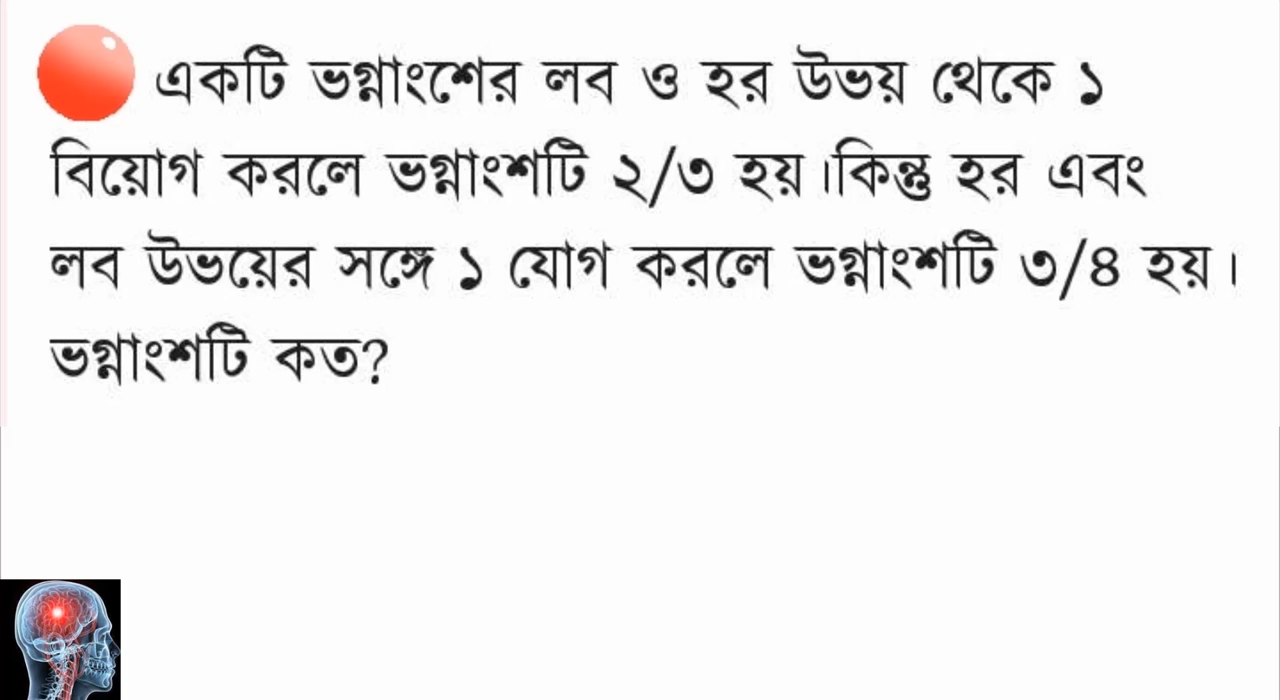 একটি ভগ্নাংশের লব ও হর উভয় থেকে ১
বিয়োগ করলে ভগ্নাংশটি ২/৩ হয়।কিন্তু হর এবং
লব উভয়ের সঙ্গে ১ যোগ করলে ভগ্নাংশটি ৩/৪ হয়।
ভগ্নাংশটি কত?